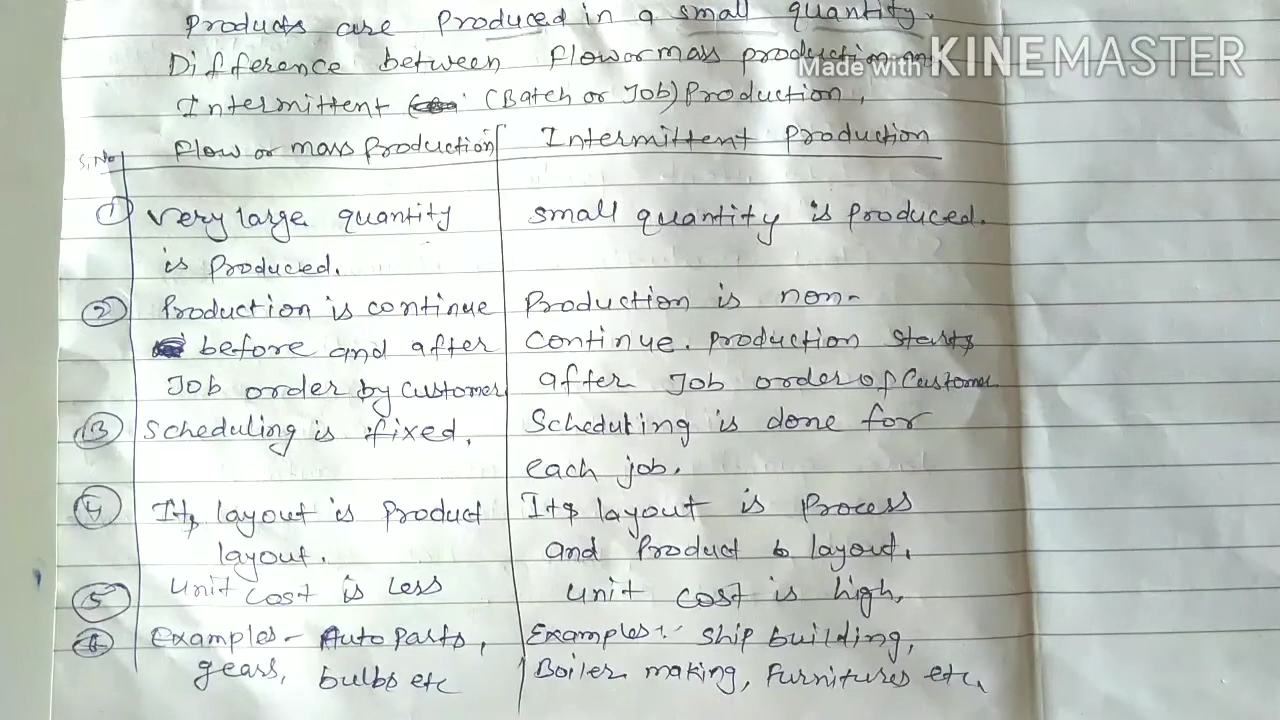 Products are produced in a small quantity.
Difference between flow or mass production
Made with KINEMASTER
Intermittent (Batch or Job) Production,
S.No Flow or mass Production Intermittent production
① Very large quantity small quantity is produced.
is produced.
② Production is continue Production is non-
before and after continue. Production starts
Job order by customer after Job order of Customer
③ Scheduling is fixed. Scheduling is done for
each job.
④ Its layout is Product Its layout is Process
layout. and Product layout.
⑤ unit cost is less unit cost is high,
⑥ Examples- Auto parts, Examples:- ship building,
gears, bulbs etc Boiler making, Furnitures etc.